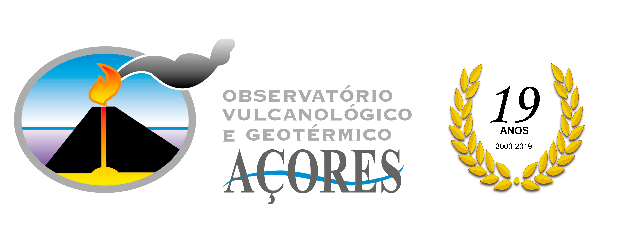 OBSERVATÓRIO
VULCANOLÓGICO
E GEOTÉRMICO
AÇORES
19
ANOS
2000-2019